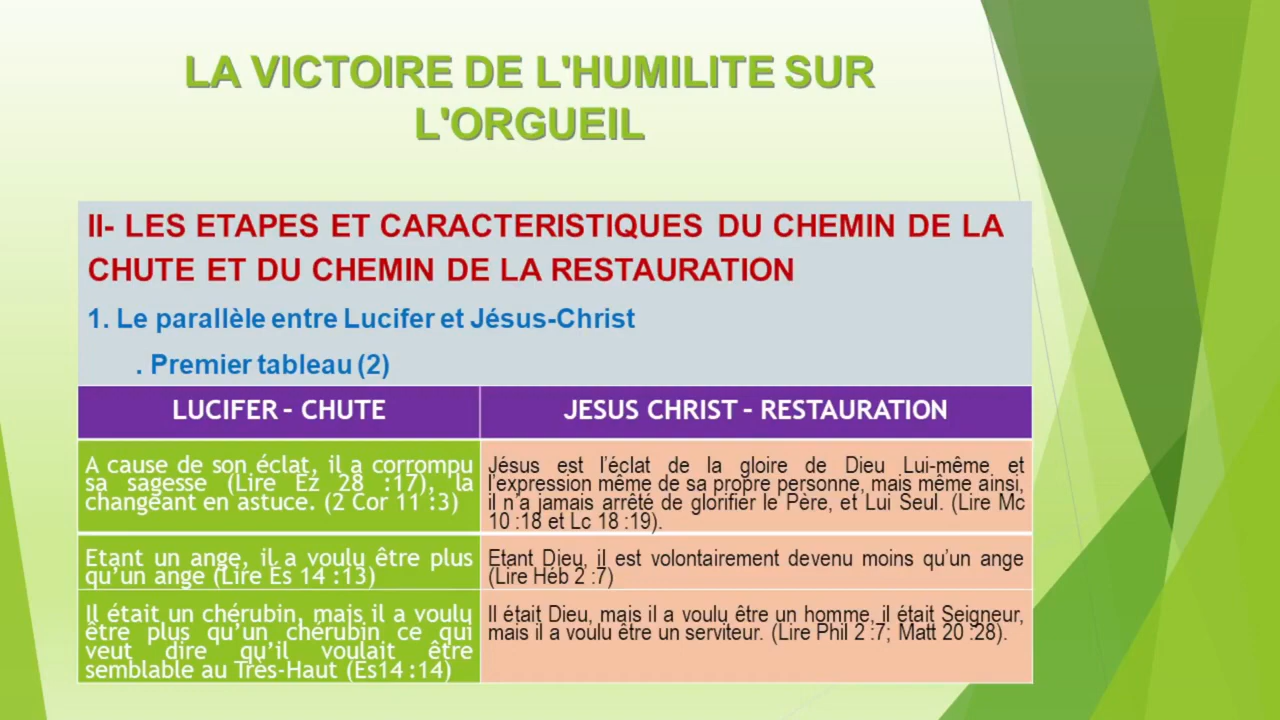 LA VICTOIRE DE L'HUMILITE SUR
L'ORGUEIL
II- LES ETAPES ET CARACTERISTIQUES DU CHEMIN DE LA
CHUTE ET DU CHEMIN DE LA RESTAURATION
1. Le parallèle entre Lucifer et Jésus-Christ
. Premier tableau (2)
LUCIFER – CHUTE
JESUS CHRIST – RESTAURATION
A cause de son éclat, il a corrompu
sa sagesse (Lire Ez 28 :17), la
changeant en astuce. (2 Cor 11 :3)
Jésus est l’éclat de la gloire de Dieu Lui-même et
l’expression même de sa propre personne, mais même ainsi,
il n’a jamais arrêté de glorifier le Père, et Lui Seul. (Lire Mc
10 :18 et Lc 18 :19).
Etant un ange, il a voulu être plus
qu’un ange (Lire Es 14 :13)
Etant Dieu, il est volontairement devenu moins qu’un ange
(Lire Héb 2 :7)
Il était un chérubin, mais il a voulu
être plus qu’un chérubin ce qui
veut dire qu’il voulait être
semblable au Très-Haut (Es14 :14)
Il était Dieu, mais il a voulu être un homme, il était Seigneur,
mais il a voulu être un serviteur. (Lire Phil 2 :7; Matt 20 :28).